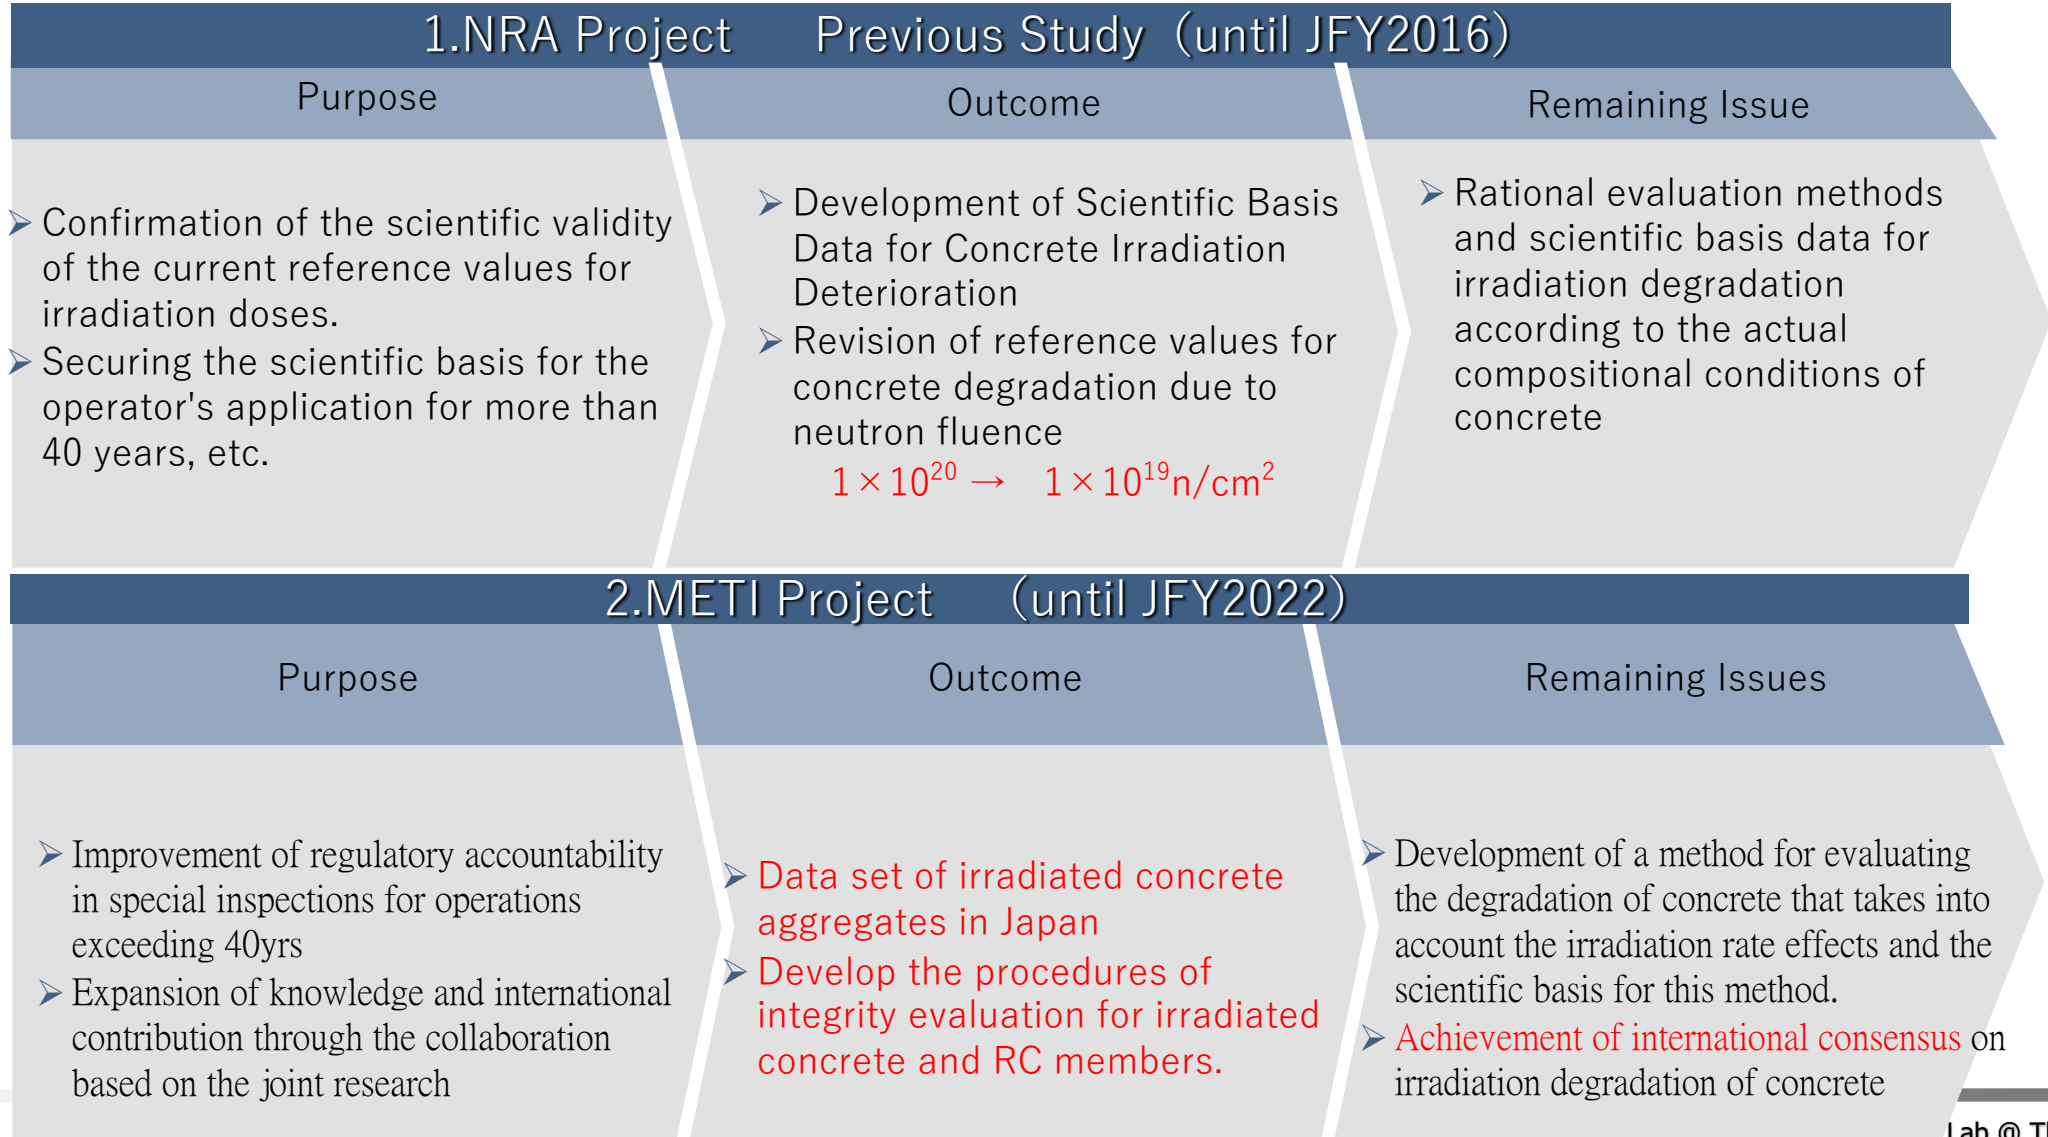 1.NRA Project Previous Study (until JFY2016)
Purpose
➢ Confirmation of the scientific validity
of the current reference values for
irradiation doses.
➢ Securing the scientific basis for the
operator's application for more than
40 years, etc.
Outcome
➢ Development of Scientific Basis
Data for Concrete Irradiation
Deterioration
➢ Revision of reference values for
concrete degradation due to
neutron fluence
1×10²⁰ → 1×10¹⁹n/cm²
Remaining Issue
➢ Rational evaluation methods
and scientific basis data for
irradiation degradation
according to the actual
compositional conditions of
concrete
2.METI Project (until JFY2022)
Purpose
➢ Improvement of regulatory accountability
in special inspections for operations
exceeding 40yrs
➢ Expansion of knowledge and international
contribution through the collaboration
based on the joint research
Outcome
➢ Data set of irradiated concrete
aggregates in Japan
➢ Develop the procedures of
integrity evaluation for irradiated
concrete and RC members.
Remaining Issues
➢ Development of a method for evaluating
the degradation of concrete that takes into
account the irradiation rate effects and the
scientific basis for this method.
➢ Achievement of international consensus on
irradiation degradation of concrete
Lab @